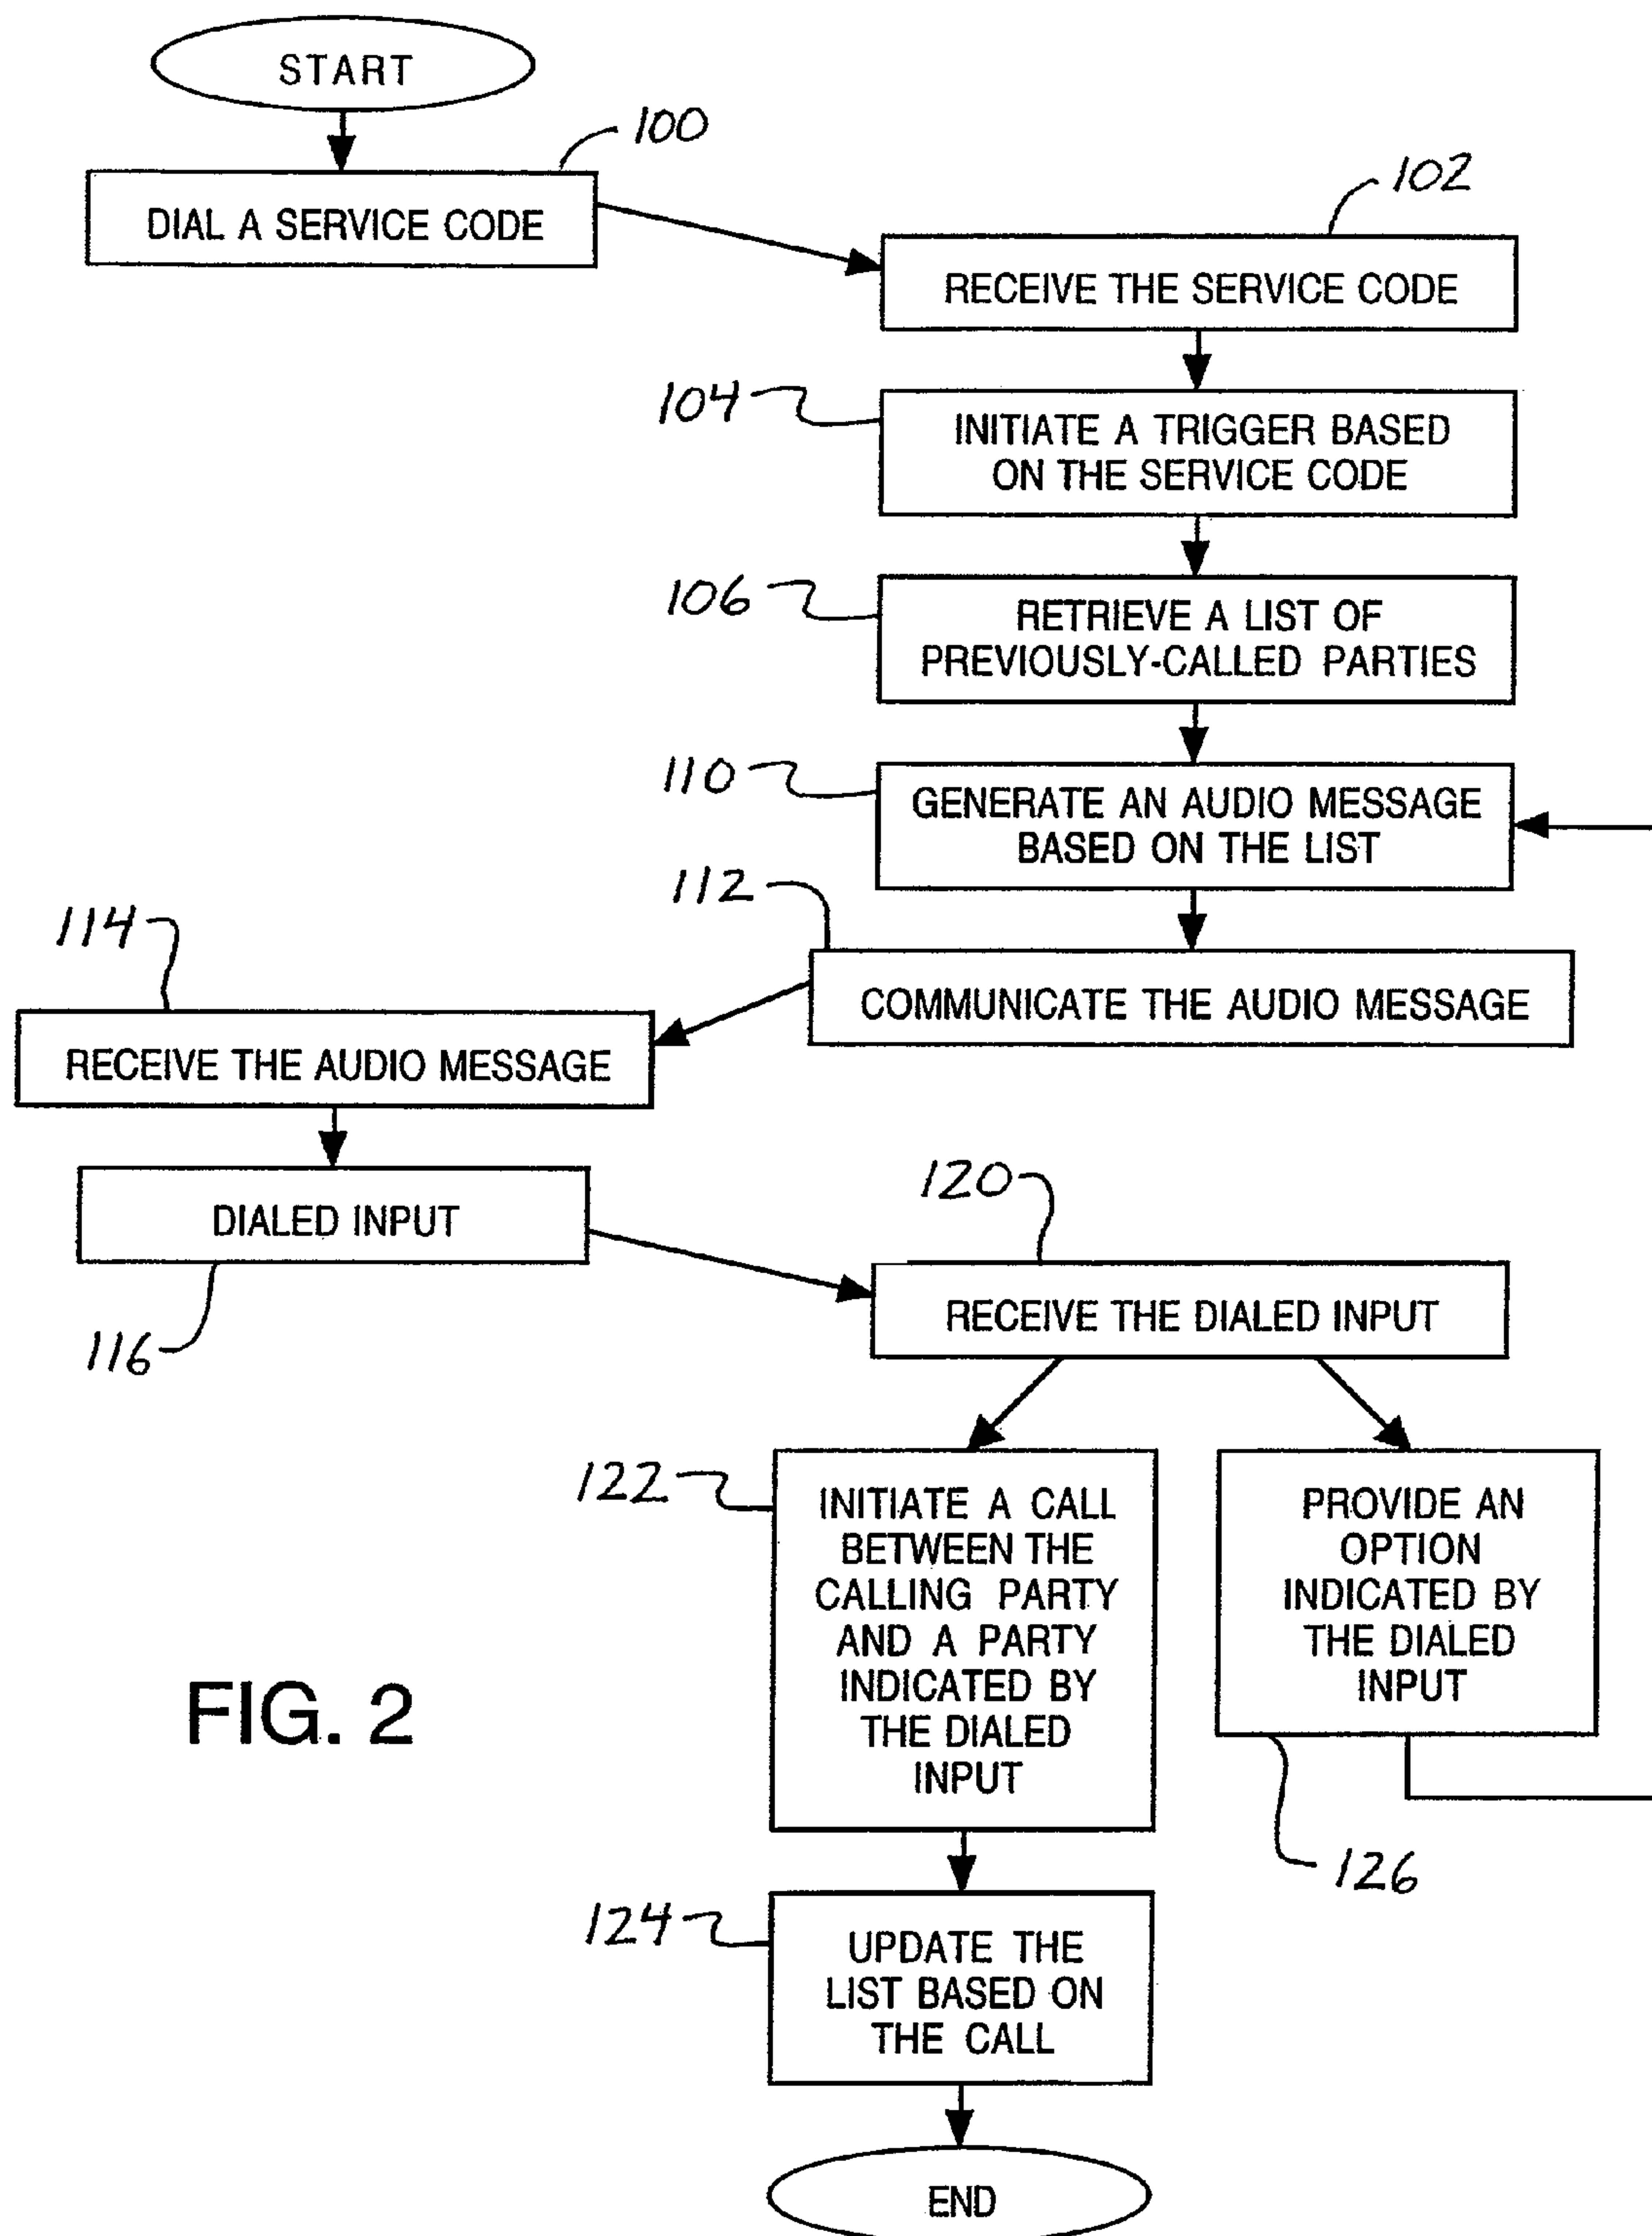 START
100
DIAL A SERVICE CODE
102
RECEIVE THE SERVICE CODE
104
INITIATE A TRIGGER BASED
ON THE SERVICE CODE
106
RETRIEVE A LIST OF
PREVIOUSLY-CALLED PARTIES
110
GENERATE AN AUDIO MESSAGE
BASED ON THE LIST
112
COMMUNICATE THE AUDIO MESSAGE
114
RECEIVE THE AUDIO MESSAGE
DIALED INPUT
116
120
RECEIVE THE DIALED INPUT
122
INITIATE A CALL
BETWEEN THE
CALLING PARTY
AND A PARTY
INDICATED BY
THE DIALED
INPUT
PROVIDE AN
OPTION
INDICATED BY
THE DIALED
INPUT
126
FIG. 2
124
UPDATE THE
LIST BASED ON
THE CALL
END